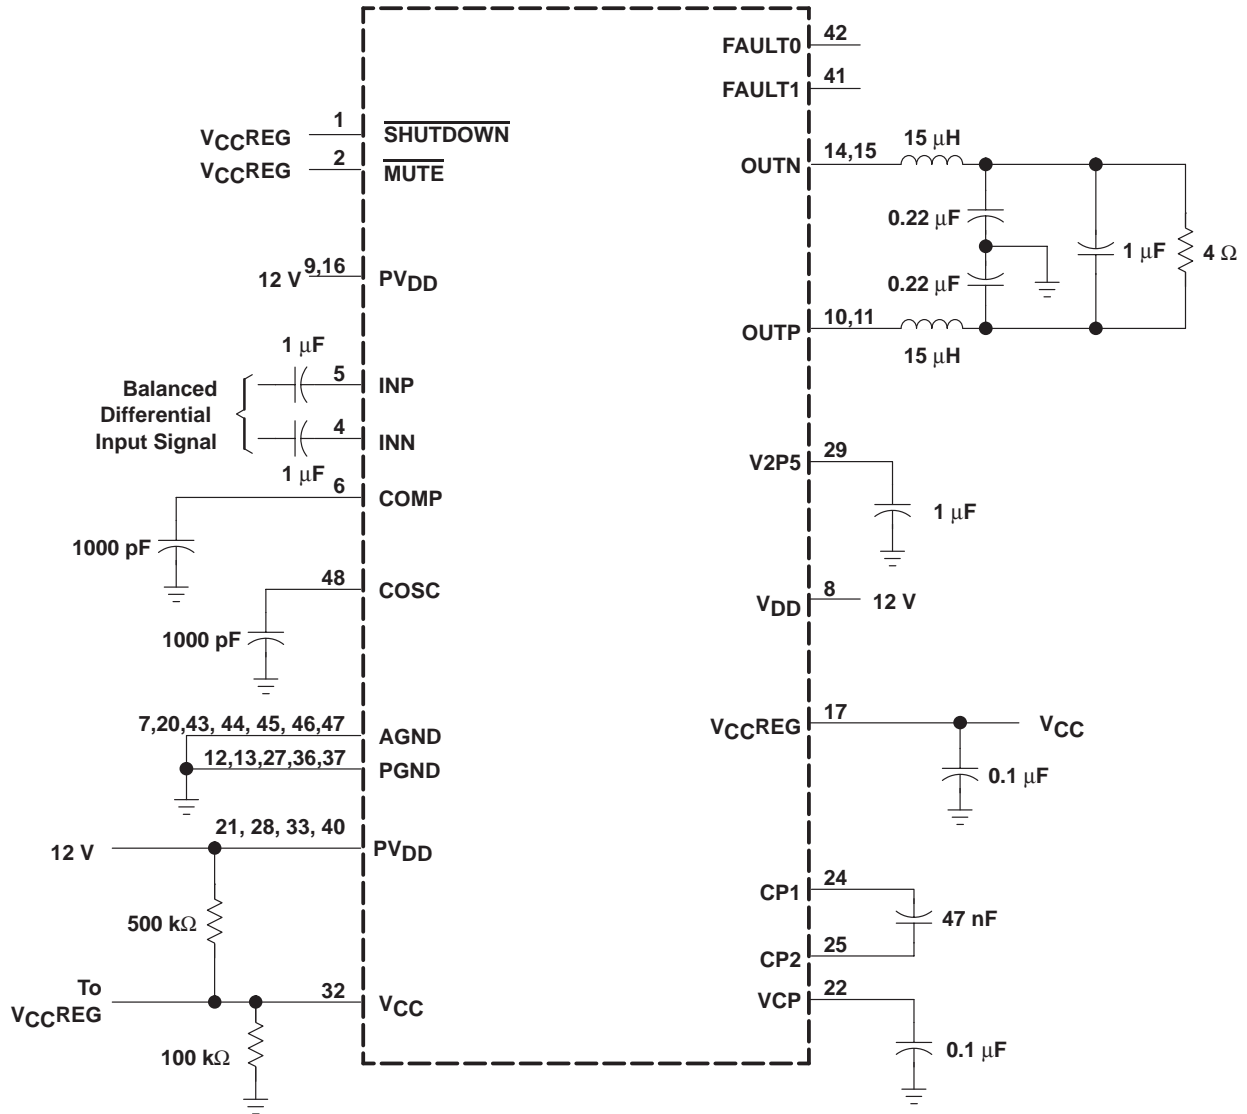 FAULT0 42
FAULT1 41
VCCREG 1 SHUTDOWN
VCCREG 2 MUTE
OUTN 14,15 15 μH
0.22 μF
0.22 μF
1 μF
4 Ω
OUTP 10,11 15 μH
12 V 9,16 PVDD
1 μF
Balanced
Differential
Input Signal
5 INP
4 INN
1 μF
6 COMP
1000 pF
48 COSC
1000 pF
V2P5 29
1 μF
VDD 8 12 V
7,20,43, 44, 45, 46,47 AGND
12,13,27,36,37 PGND
VCCREG 17 VCC
0.1 μF
12 V 21, 28, 33, 40 PVDD
500 kΩ
To
VCCREG
32 VCC
100 kΩ
CP1 24
47 nF
CP2 25
VCP 22
0.1 μF